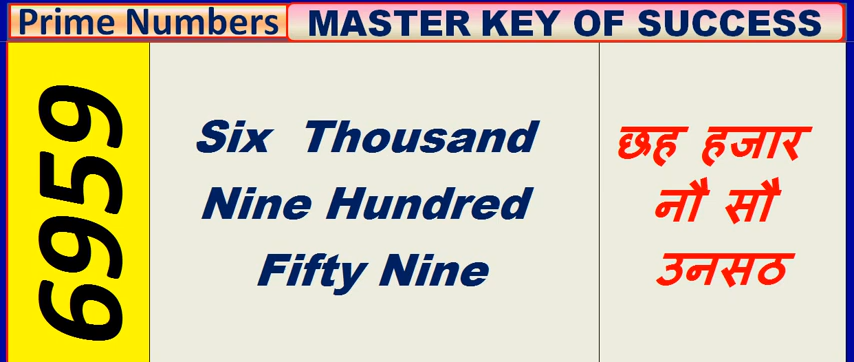 Prime Numbers MASTER KEY OF SUCCESS
6959
Six Thousand
Nine Hundred
Fifty Nine
छह हजार
नौ सौ
उनसठ